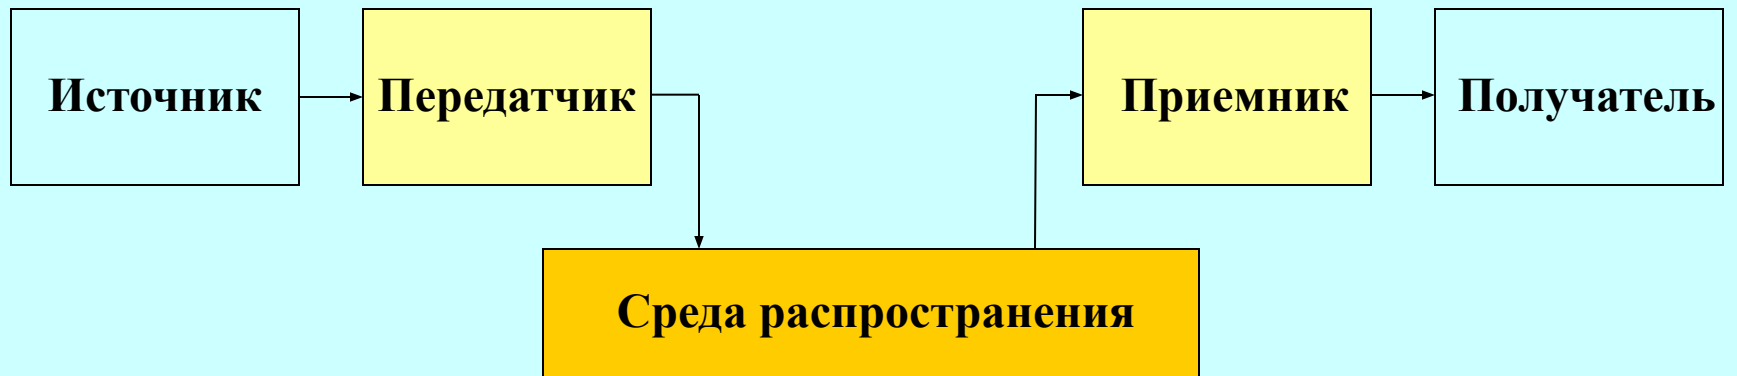 Источник
Передатчик
Приемник
Получатель
Среда распространения